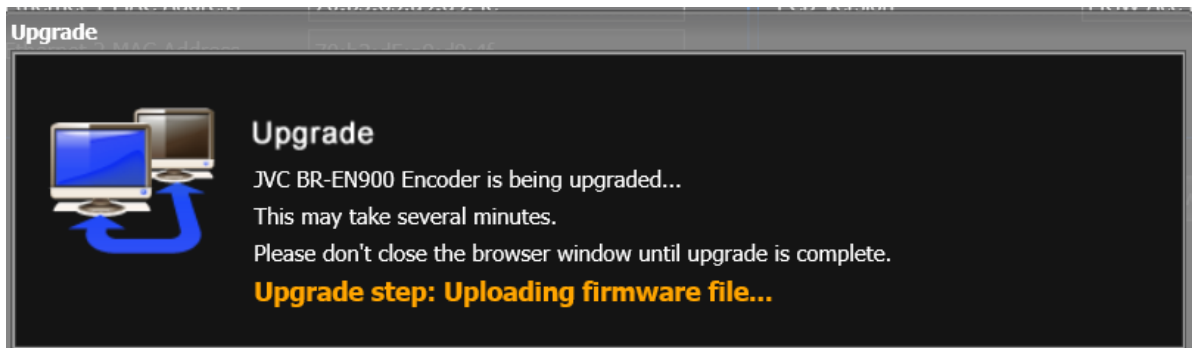 Upgrade
Upgrade
JVC BR-EN900 Encoder is being upgraded...
This may take several minutes.
Please don't close the browser window until upgrade is complete.
Upgrade step: Uploading firmware file...